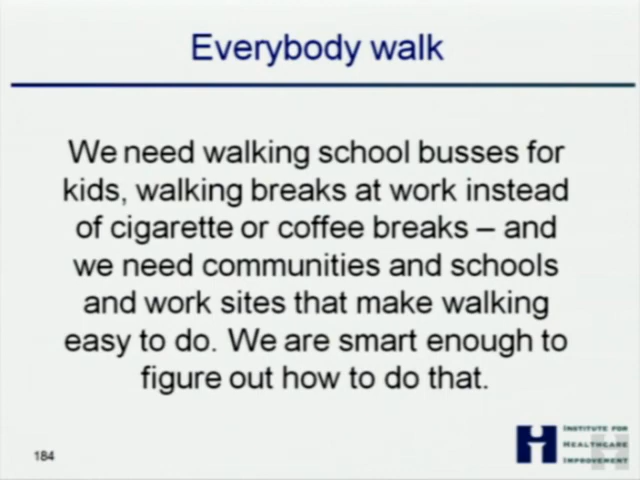 Everybody walk
We need walking school busses for
kids, walking breaks at work instead
of cigarette or coffee breaks – and
we need communities and schools
and work sites that make walking
easy to do. We are smart enough to
figure out how to do that.
184
INSTITUTE FOR
HEALTHCARE
IMPROVEMENT